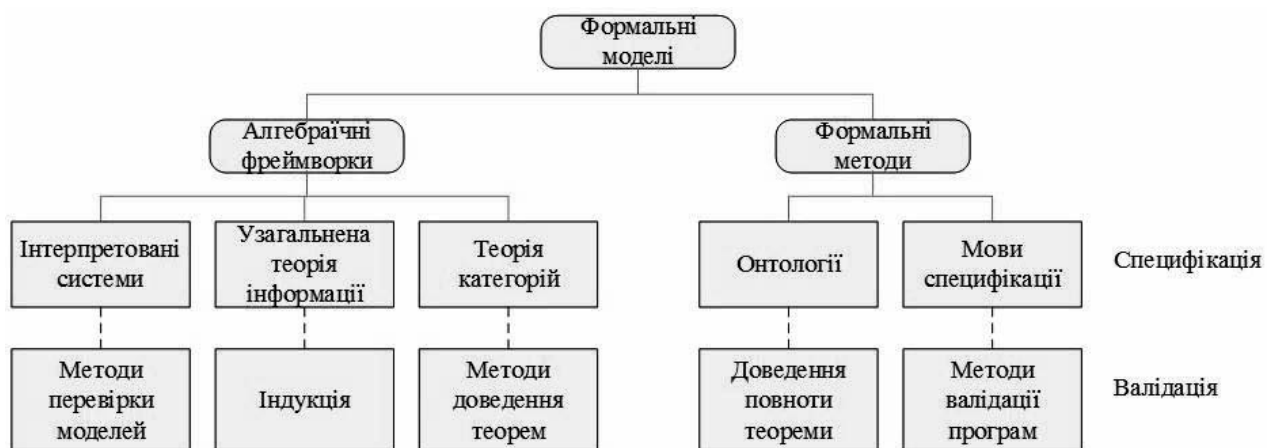 Формальні
моделі
Алгебраїчні
фреймворки
Формальні
методи
Інтерпретовані
системи
Узагальнена
теорія
інформації
Теорія
категорій
Онтології
Мови
специфікації
Специфікація
Методи
перевірки
моделей
Індукція
Методи
доведення
теорем
Доведення
повноти
теореми
Методи
валідації
програм
Валідація